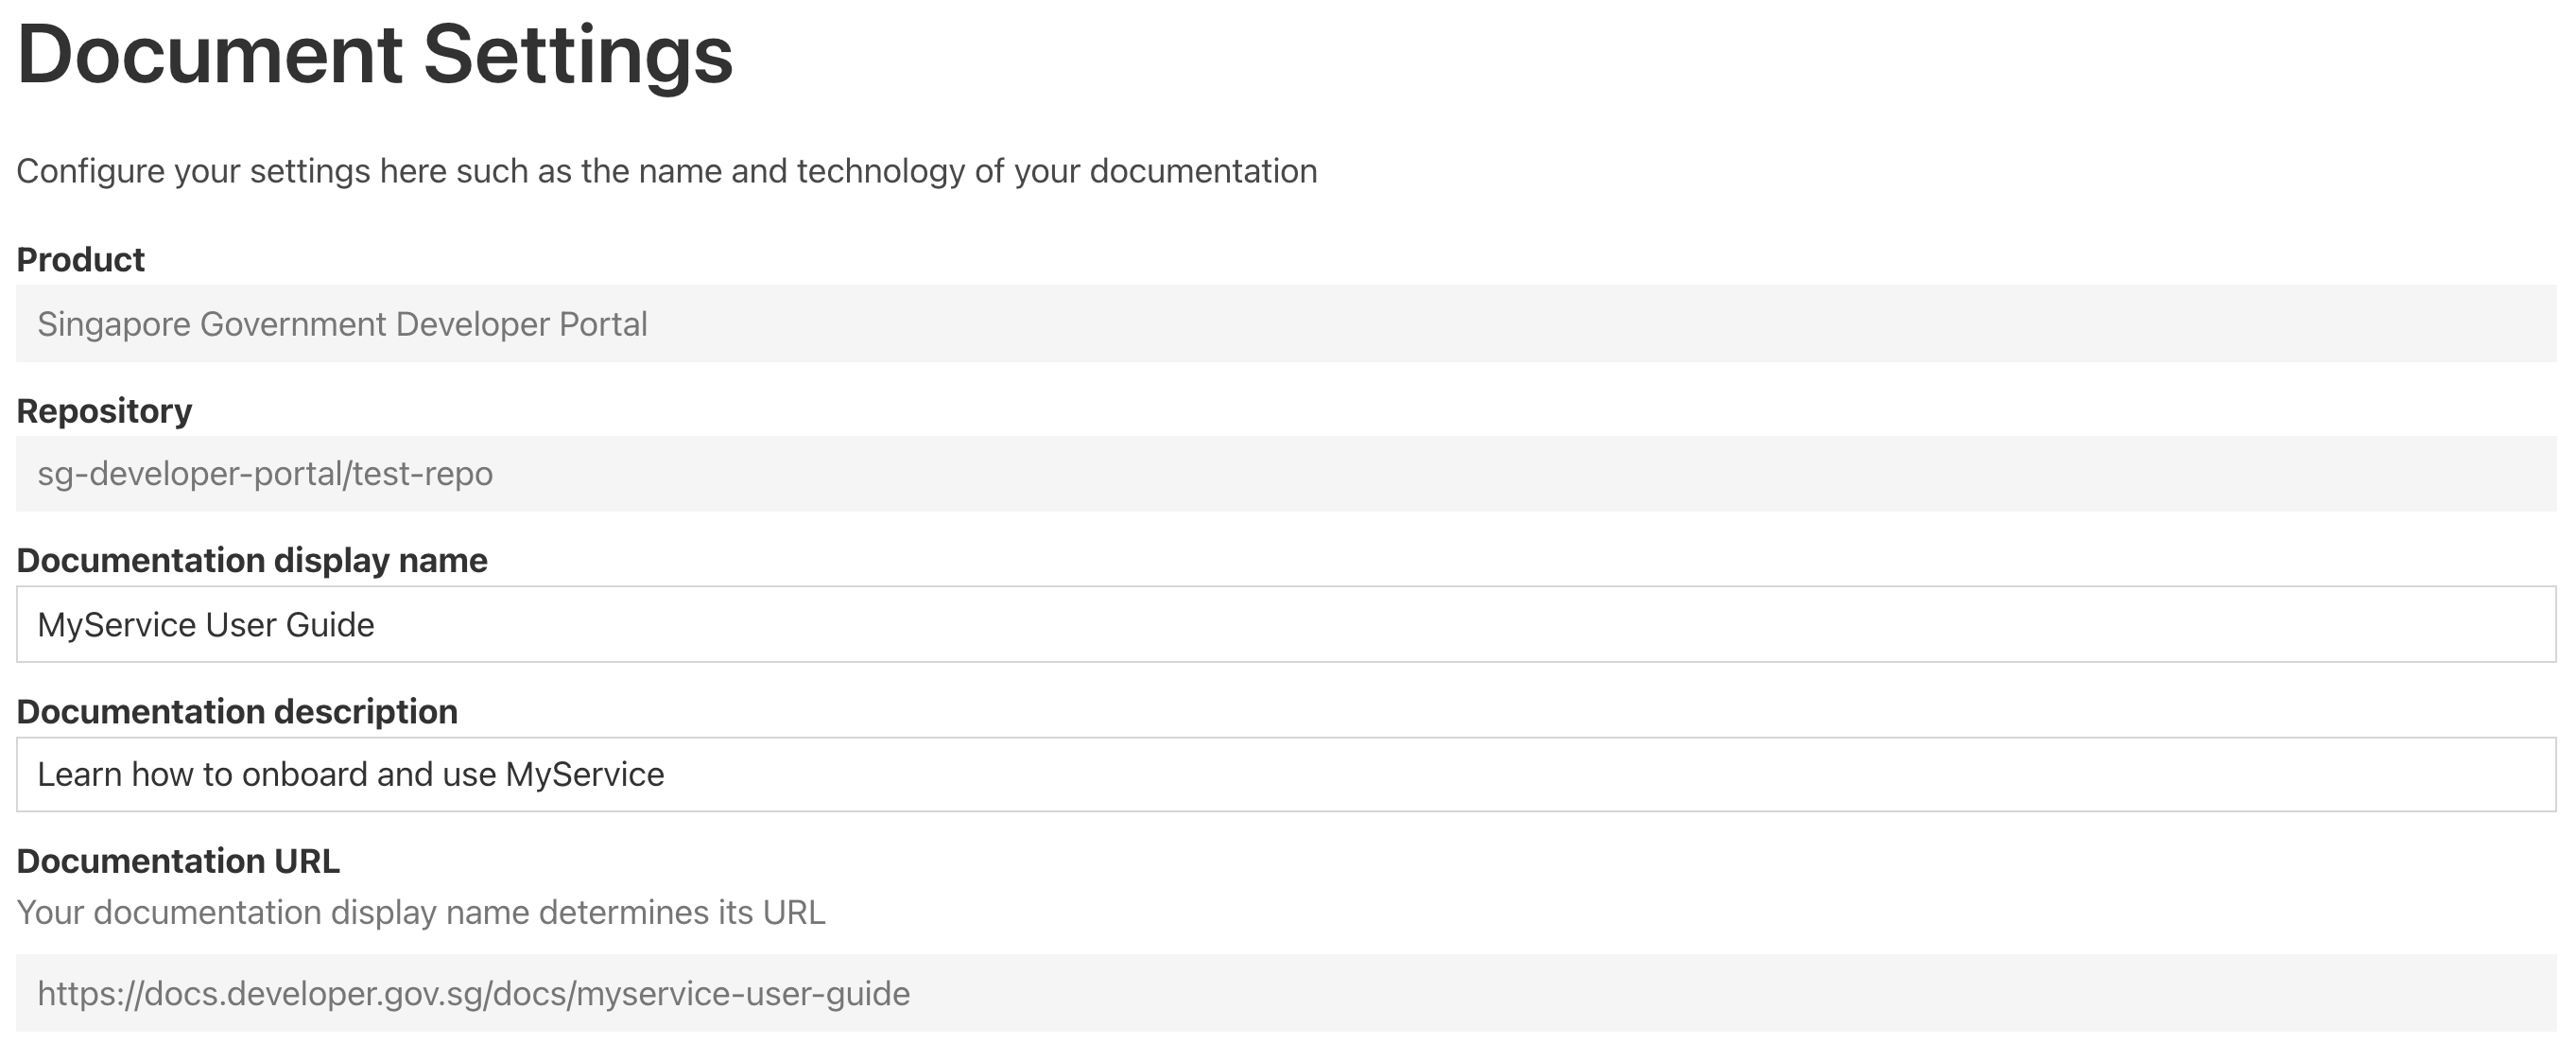 Document Settings
Configure your settings here such as the name and technology of your documentation
Product
Singapore Government Developer Portal
Repository
sg-developer-portal/test-repo
Documentation display name
MyService User Guide
Documentation description
Learn how to onboard and use MyService
Documentation URL
Your documentation display name determines its URL
https://docs.developer.gov.sg/docs/myservice-user-guide